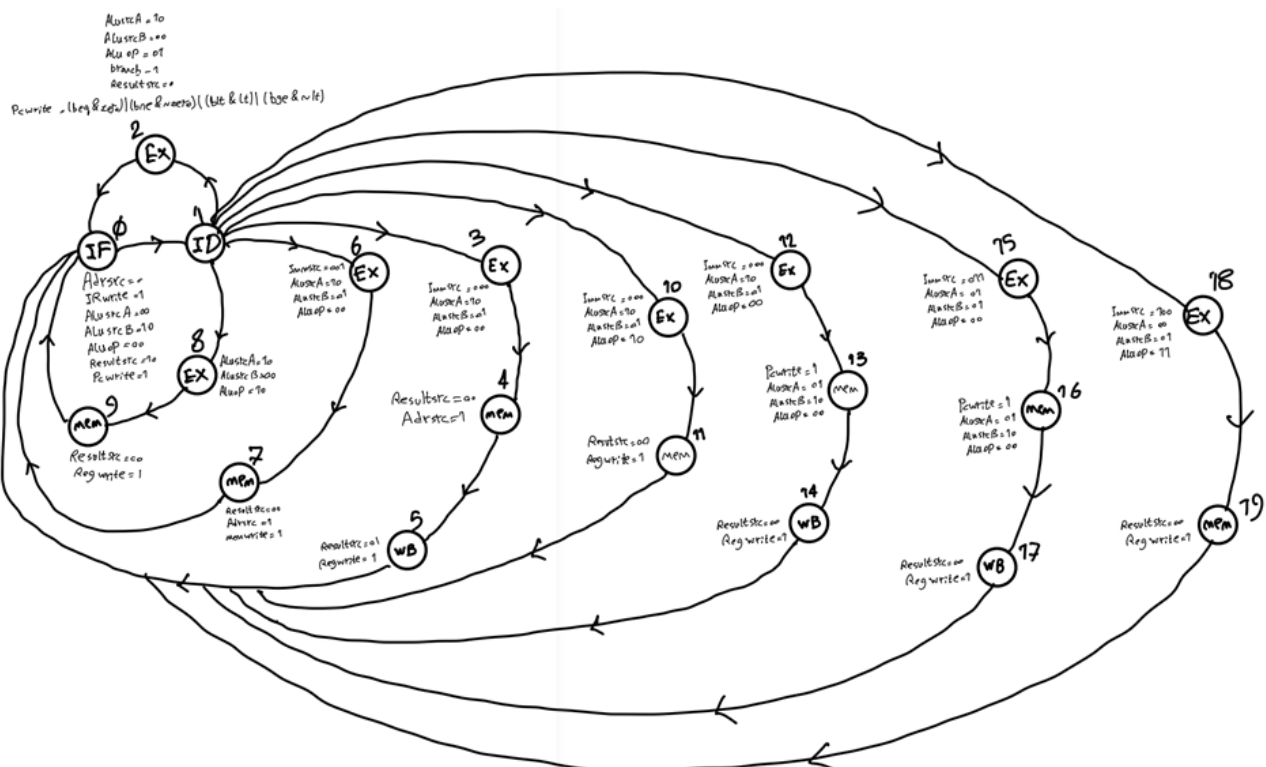 AlusrcA = 10
ALusrcB = 00
Alu oP = 01
branch = 1
Resultsrc = 0
Pcwrite = (beq & zero) | (bne & ~zero) | (blt & lt) | (bge & ~lt)
2
Ex
0
IF
1
ID
Adrsrc = 0
IRwrite = 1
ALusrcA = 00
ALusrcB = 10
ALuop = 00
Resultsrc = 10
Pcwrite = 1
8
EX
AlusrcA = 10
AlusrcB = 00
AluoP = 10
9
mem
Resultsrc = 00
Regwrite = 1
6
Ex
Immsrc = 001
AlusrcA = 10
AlusrcB = 01
AluoP = 00
7
mem
Resultsrc = 00
Adrsrc = 1
memwrite = 1
3
Ex
Immsrc = 000
AlusrcA = 10
AlusrcB = 01
AluoP = 00
4
mem
Resultsrc = 00
Adrsrc = 1
5
WB
Resultsrc = 01
Regwrite = 1
10
Ex
Immsrc = 000
AlusrcA = 10
AlusrcB = 01
AluoP = 10
11
mem
Resultsrc = 00
Regwrite = 1
12
Ex
Immsrc = 000
AlusrcA = 10
AlusrcB = 01
AluoP = 00
13
mem
Pcwrite = 1
AlusrcA = 01
AlusrcB = 10
AluoP = 00
14
WB
Resultsrc = 00
Regwrite = 1
15
Ex
Immsrc = 011
AlusrcA = 01
AlusrcB = 01
AluoP = 00
16
mem
Pcwrite = 1
AlusrcA = 01
AlusrcB = 10
AluoP = 00
17
WB
Resultsrc = 00
Regwrite = 1
18
Ex
Immsrc = 100
AlusrcA = 00
AlusrcB = 01
AluoP = 11
19
mem
Resultsrc = 00
Regwrite = 1